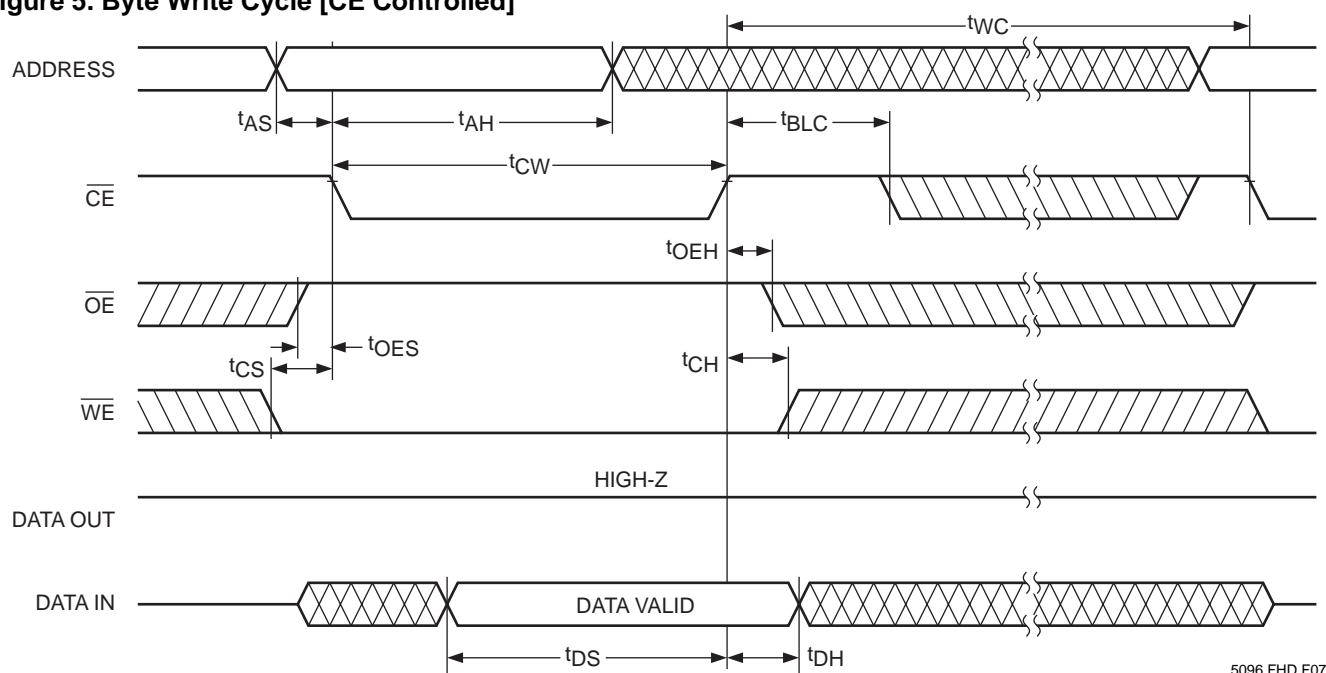 igure 5. Byte Write Cycle [CE Controlled]
tWC
ADDRESS
tAS
tAH
tBLC
tCW
CE
tOEH
OE
tOES
tCS
tCH
WE
HIGH-Z
DATA OUT
DATA IN
DATA VALID
tDS
tDH
5096 FHD F07